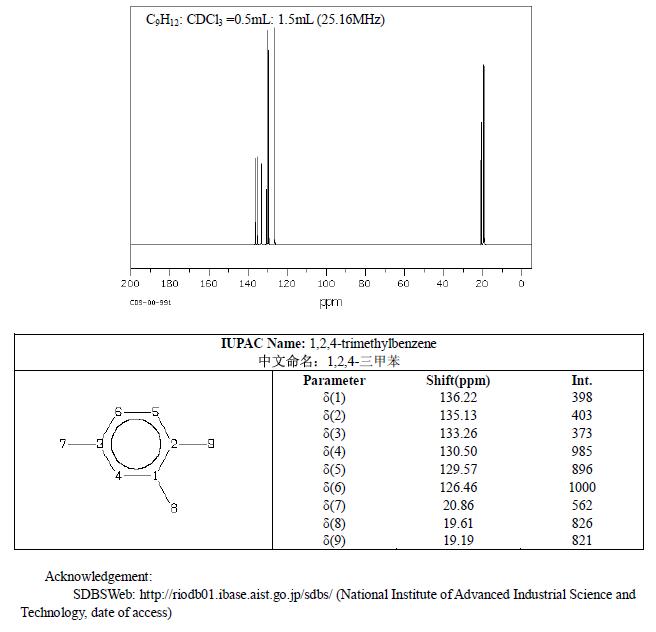 C₉H₁₂: CDCl₃ =0.5mL: 1.5mL (25.16MHz)
200 180 160 140 120 100 80 60 40 20 0
CDS-00-991
ppm
IUPAC Name: 1,2,4-trimethylbenzene
中文命名：1,2,4-三甲苯
Parameter Shift(ppm) Int.
δ(1) 136.22 398
δ(2) 135.13 403
δ(3) 133.26 373
δ(4) 130.50 985
δ(5) 129.57 896
δ(6) 126.46 1000
δ(7) 20.86 562
δ(8) 19.61 826
δ(9) 19.19 821
6 5
7 3 2 9
4 1
8
Acknowledgement:
SDBSWeb: http://riodb01.ibase.aist.go.jp/sdbs/ (National Institute of Advanced Industrial Science and
Technology, date of access)